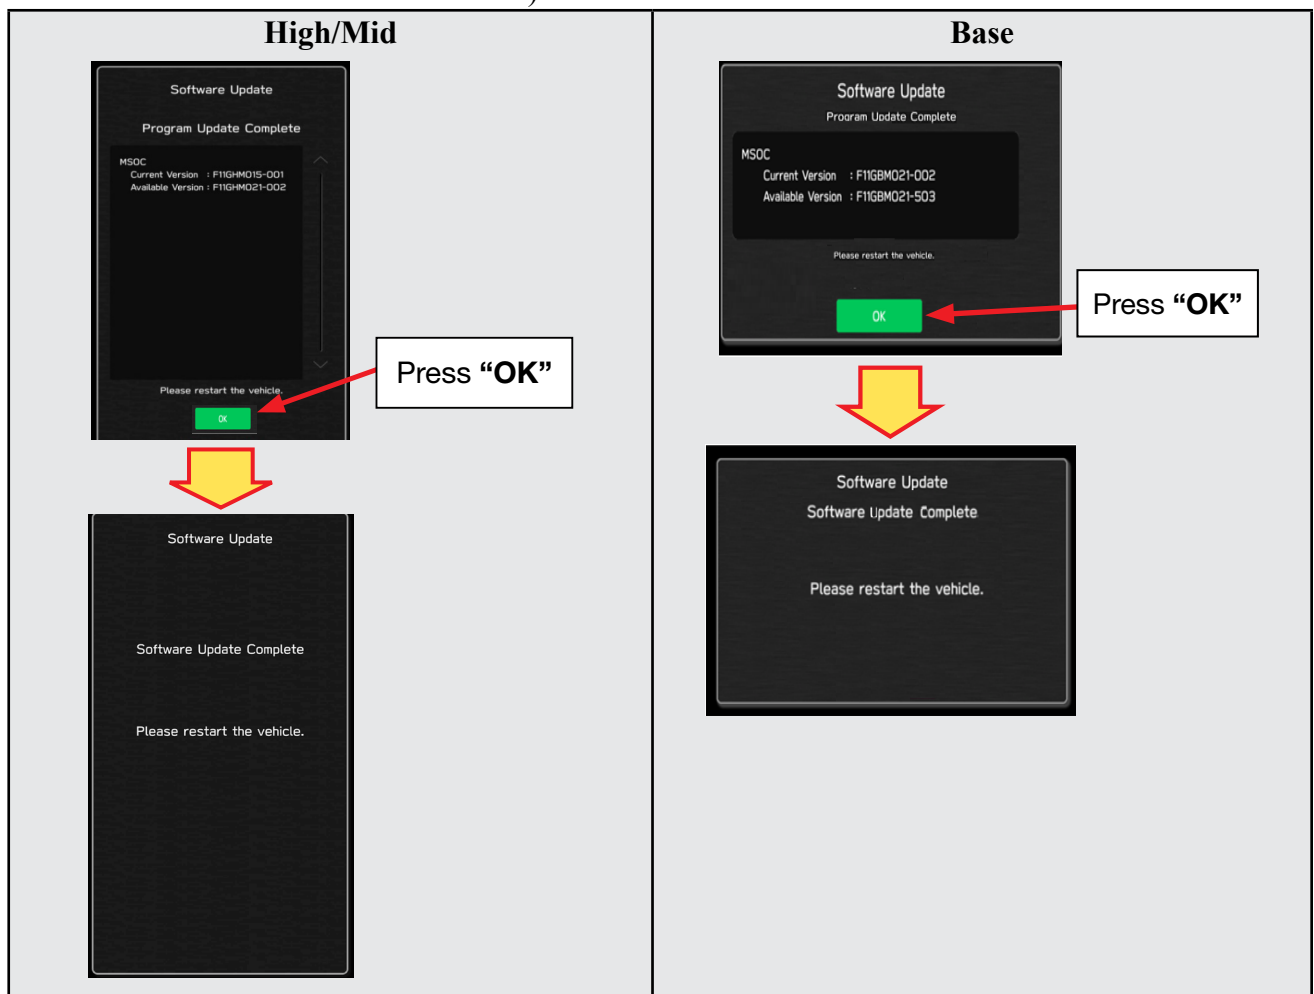 High/Mid
Software Update
Program Update Complete
MSOC
Current Version : F11GHM015-001
Available Version : F11GHM021-002
Please restart the vehicle.
OK
Press “OK”
Software Update
Software Update Complete
Please restart the vehicle.
Base
Software Update
Program Update Complete
MSOC
Current Version : F11GBM021-002
Available Version : F11GBM021-503
Please restart the vehicle.
OK
Press “OK”
Software Update
Software Update Complete
Please restart the vehicle.